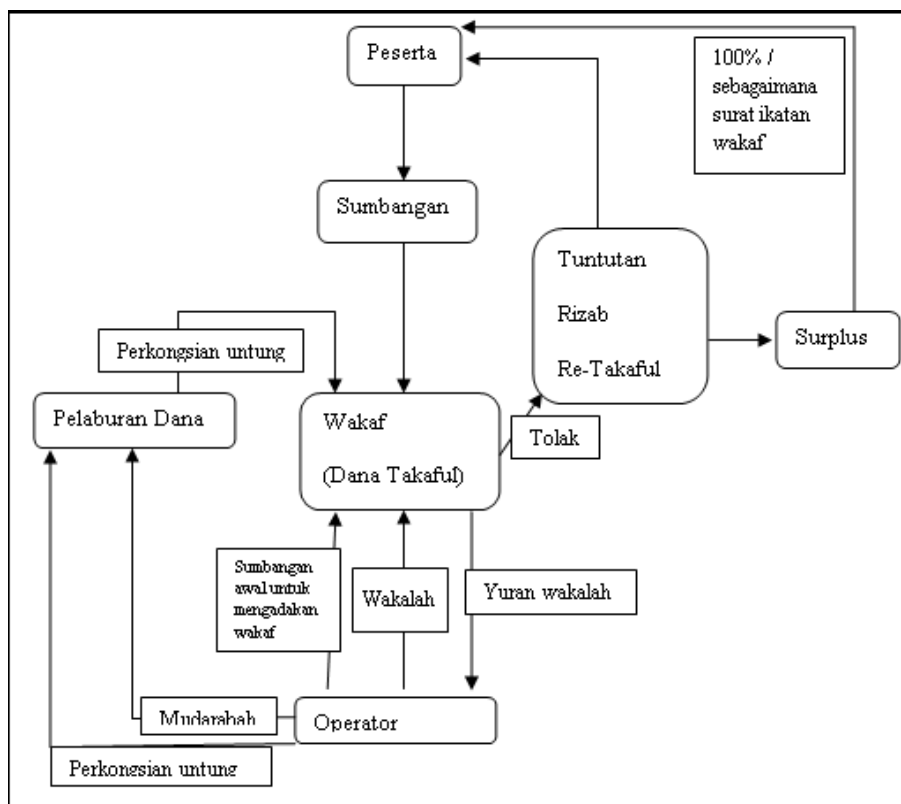 Peserta
100% /
sebagaimana
surat ikatan
wakaf
Sumbangan
Tuntutan
Rizab
Re-Takaful
Surplus
Perkongsian untung
Pelaburan Dana
Wakaf
(Dana Takaful)
Tolak
Sumbangan
awal untuk
mengadakan
wakaf
Wakalah
Yuran wakalah
Mudarabah
Operator
Perkongsian untung